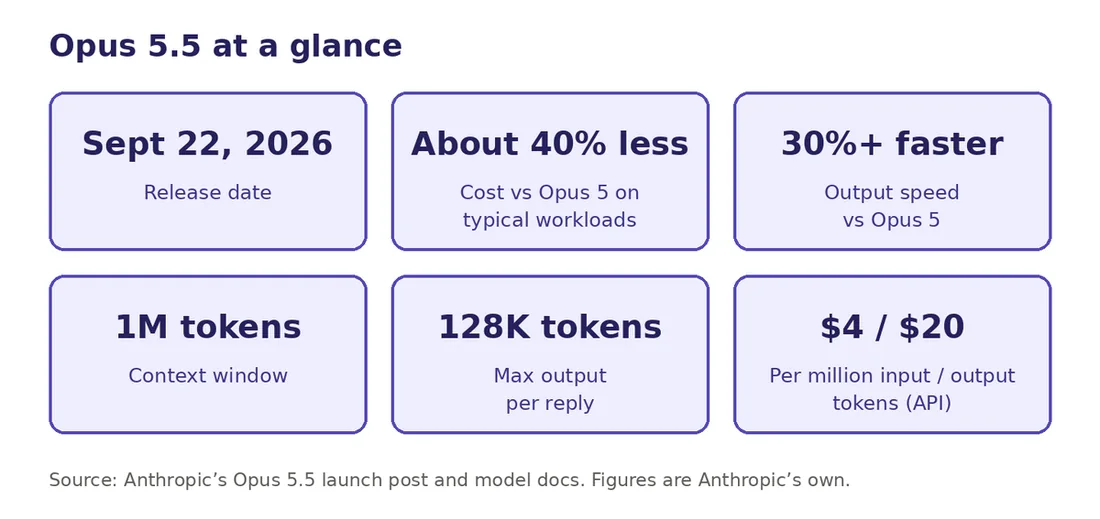 Opus 5.5 at a glance
Sept 22, 2026
Release date
About 40% less
Cost vs Opus 5 on
typical workloads
30%+ faster
Output speed
vs Opus 5
1M tokens
Context window
128K tokens
Max output
per reply
$4 / $20
Per million input / output
tokens (API)
Source: Anthropic’s Opus 5.5 launch post and model docs. Figures are Anthropic’s own.